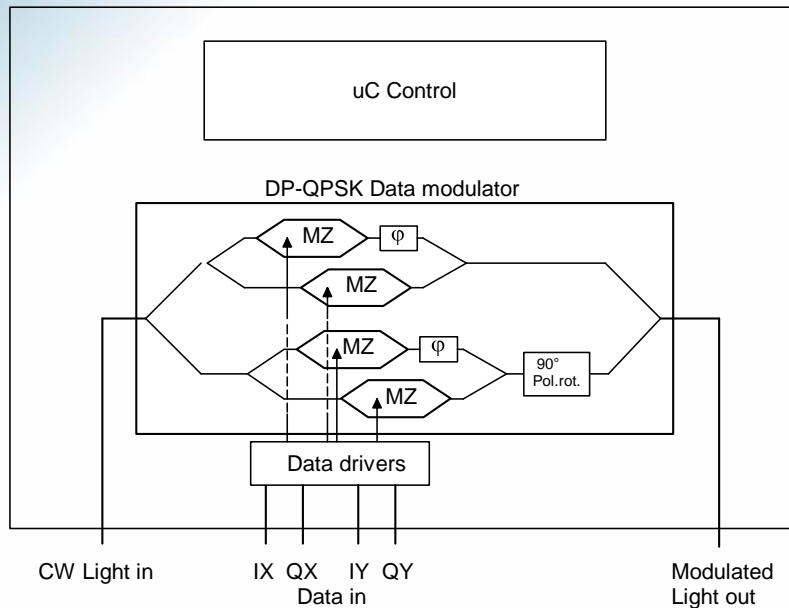 uC Control
DP-QPSK Data modulator
MZ
φ
MZ
MZ
φ
90°
Pol.rot.
MZ
Data drivers
CW Light in
IX QX IY QY
Data in
Modulated
Light out